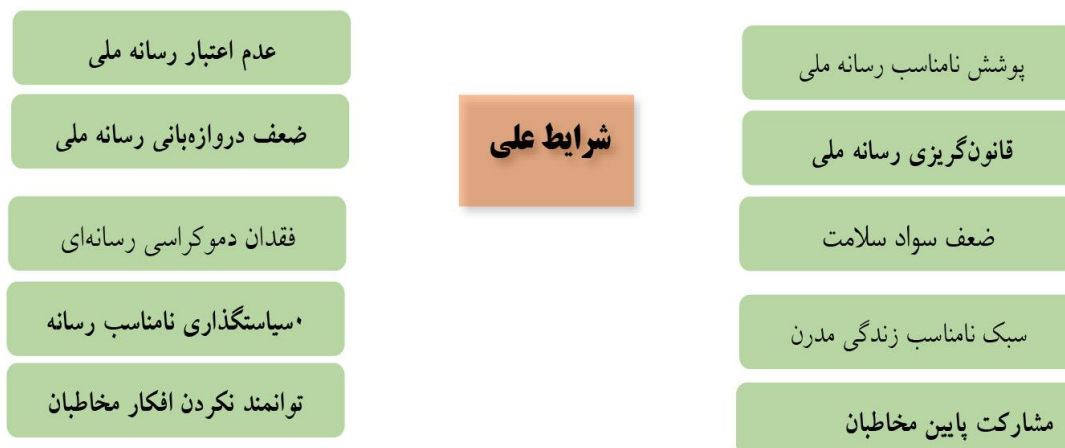 شرایط علی
پوشش نامناسب رسانه ملی
قانون‌گریزی رسانه ملی
ضعف سواد سلامت
سبک نامناسب زندگی مدرن
مشارکت پایین مخاطبان
عدم اعتبار رسانه ملی
ضعف دروازه‌بانی رسانه ملی
فقدان دموکراسی رسانه‌ای
۰سیاستگذاری نامناسب رسانه
توانمند نکردن افکار مخاطبان